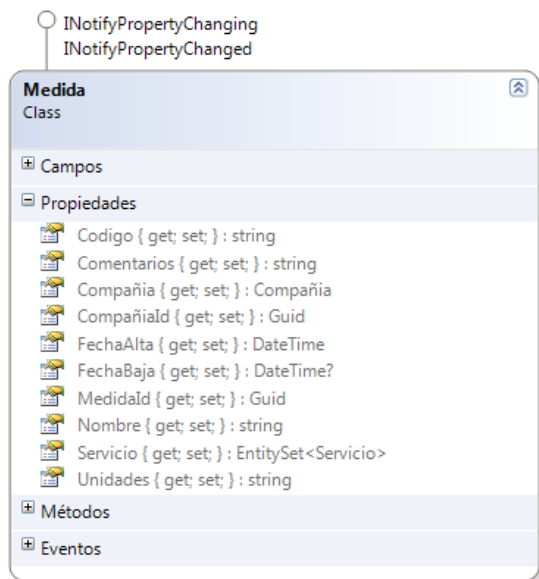 INotifyPropertyChanging
INotifyPropertyChanged
Medida
Class
Campos
Propiedades
Codigo { get; set; } : string
Comentarios { get; set; } : string
Compañia { get; set; } : Compañia
CompañiaId { get; set; } : Guid
FechaAlta { get; set; } : DateTime
FechaBaja { get; set; } : DateTime?
MedidaId { get; set; } : Guid
Nombre { get; set; } : string
Servicio { get; set; } : EntitySet<Servicio>
Unidades { get; set; } : string
Métodos
Eventos